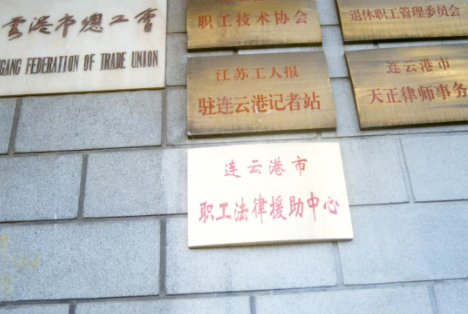 雲港市總工會
GANG FEDERATION OF TRADE UNION
职工技术协会
江苏工人报
驻连云港记者站
退休职工管理委员会
连云港市
天正律师事务
连云港市
职工法律援助中心